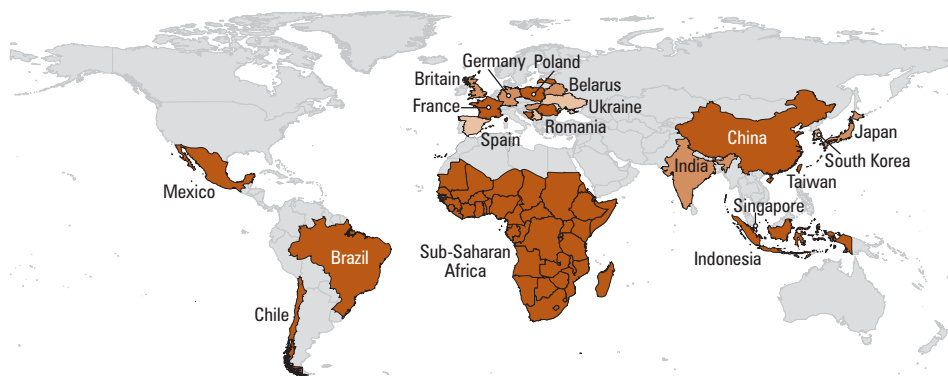 Germany
Poland
Britain
Belarus
France
Ukraine
Spain
Romania
China
Japan
South Korea
India
Taiwan
Mexico
Singapore
Sub-Saharan
Africa
Brazil
Indonesia
Chile